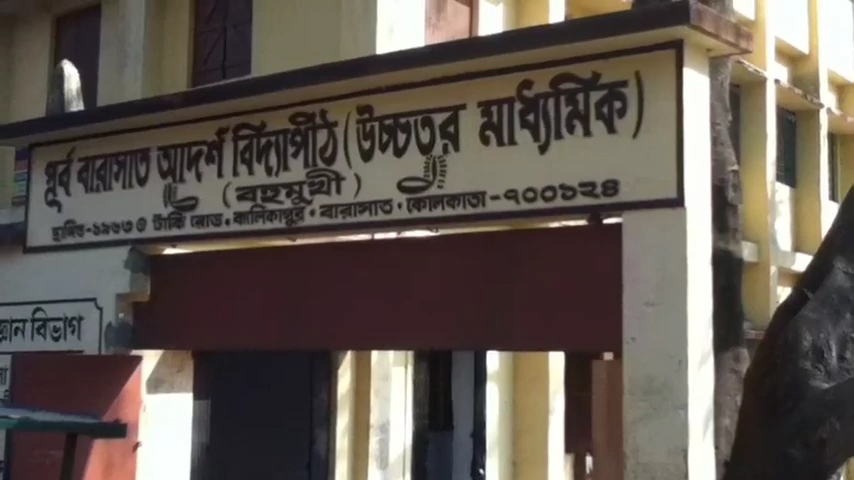 পূর্ব বারাসাত আদর্শ বিদ্যাপীঠ (উচ্চতর মাধ্যমিক)
(বহুমুখী)
স্থাপিত-১৯৬৩ টাকি রোড • কালিকাপুর • বারাসাত • কোলকাতা -৭০০১২৪
বিভাগ